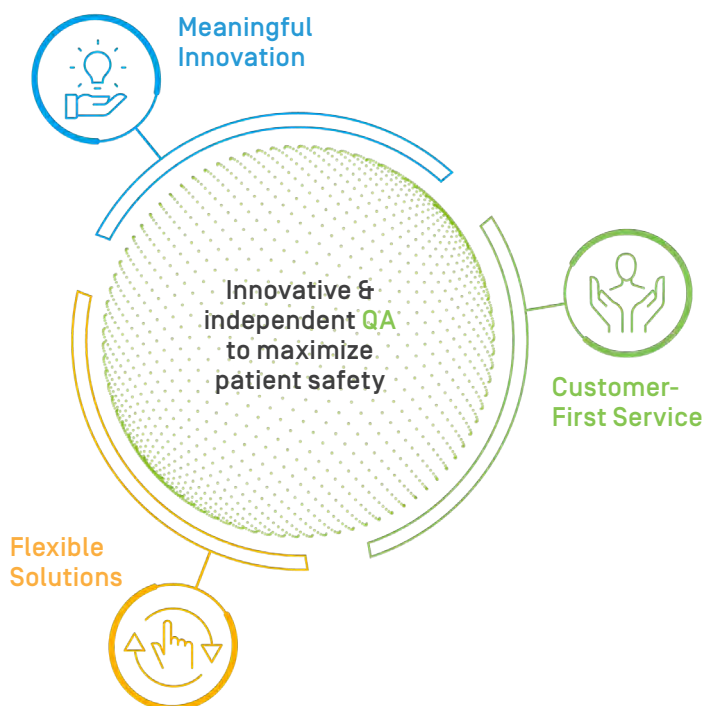 Meaningful
Innovation
Innovative &
independent QA
to maximize
patient safety
Customer-
First Service
Flexible
Solutions